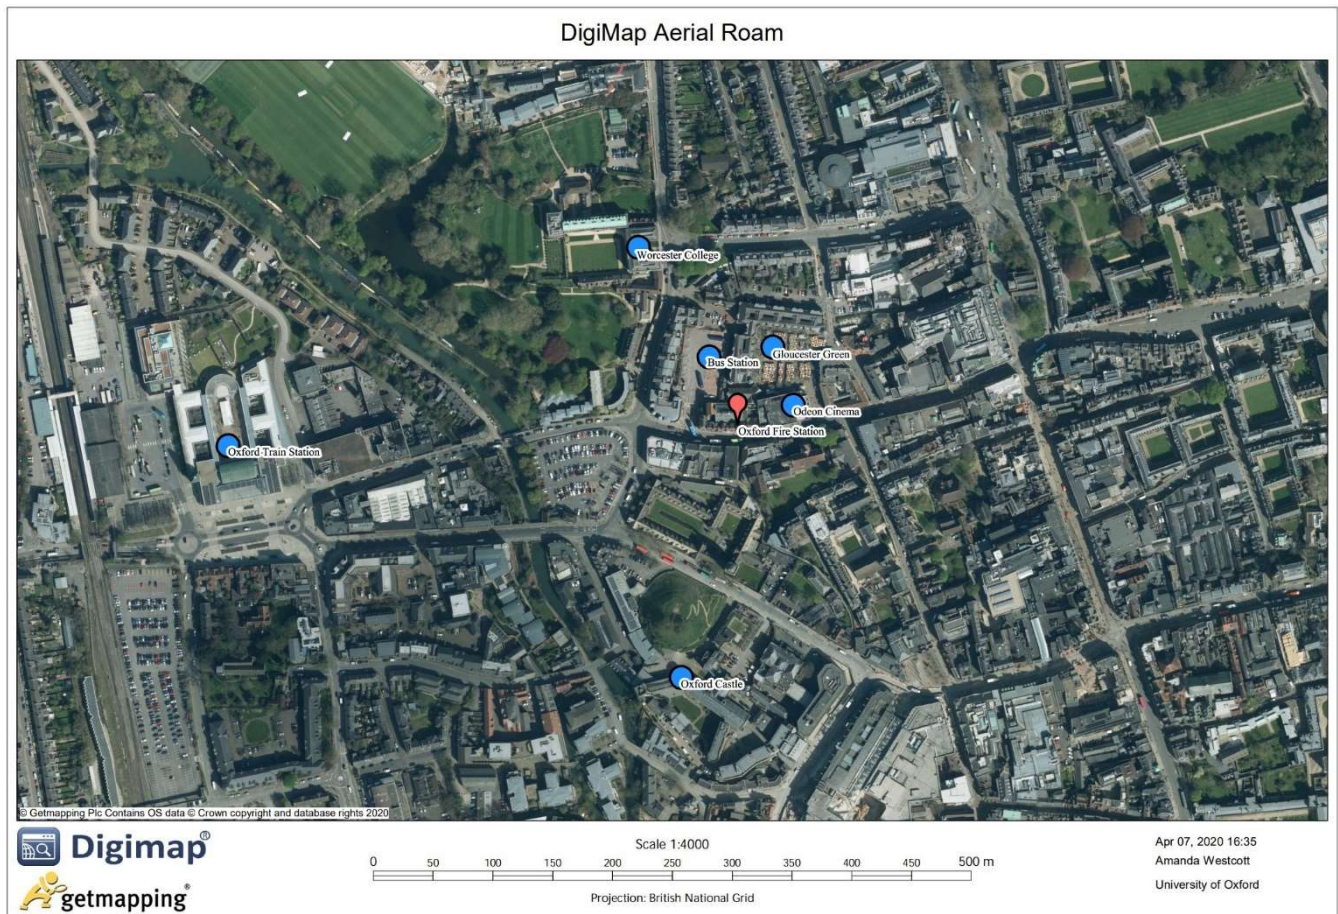 DigiMap Aerial Roam
Worcester College
Bus Station
Gloucester Green
Odeon Cinema
Oxford Fire Station
Oxford Train Station
Oxford Castle
© Getmapping Plc Contains OS data © Crown copyright and database rights 2020
Digimap®
getmapping®
Scale 1:4000
0 50 100 150 200 250 300 350 400 450 500 m
Projection: British National Grid
Apr 07, 2020 16:35
Amanda Westcott
University of Oxford